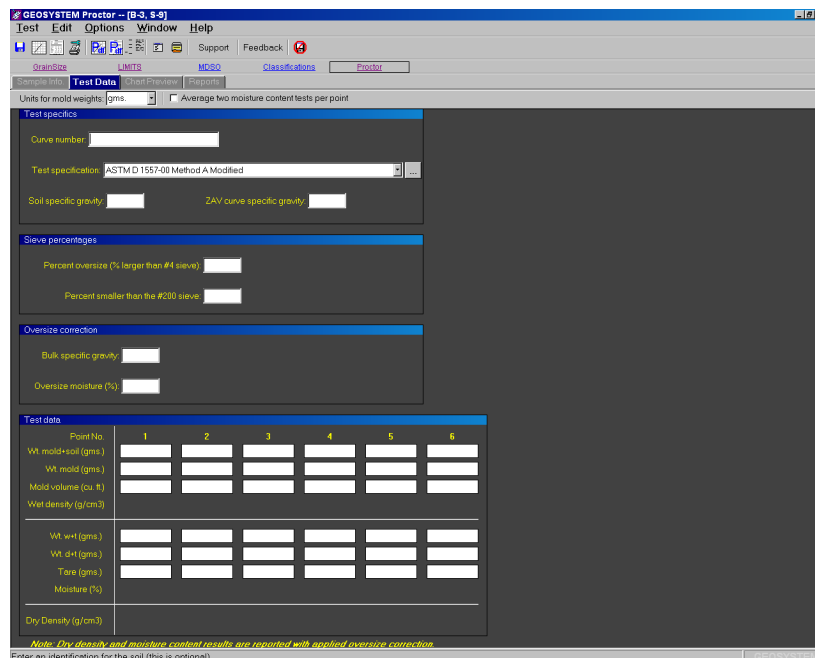 GEOSYSTEM Proctor -- [B-3, S-9]
Test Edit Options Window Help
Support Feedback
GrainSize LIMITS MDSO Classifications Proctor
Sample Info. Test Data Chart Preview Reports
Units for mold weights: gms. Average two moisture content tests per point
Test specifics
Curve number:
Test specification: ASTM D 1557-00 Method A Modified ...
Soil specific gravity: ZAV curve specific gravity:
Sieve percentages
Percent oversize (% larger than #4 sieve):
Percent smaller than the #200 sieve:
Oversize correction
Bulk specific gravity:
Oversize moisture (%):
Test data
Point No. 1 2 3 4 5 6
Wt. mold+soil (gms.)
Wt. mold (gms.)
Mold volume (cu. ft.)
Wet density (g/cm3)
Wt. w+t (gms.)
Wt. d+t (gms.)
Tare (gms.)
Moisture (%)
Dry Density (g/cm3)
Note: Dry density and moisture content results are reported with applied oversize correction.
Enter an identification for the soil (this is optional) GEOSYSTEM